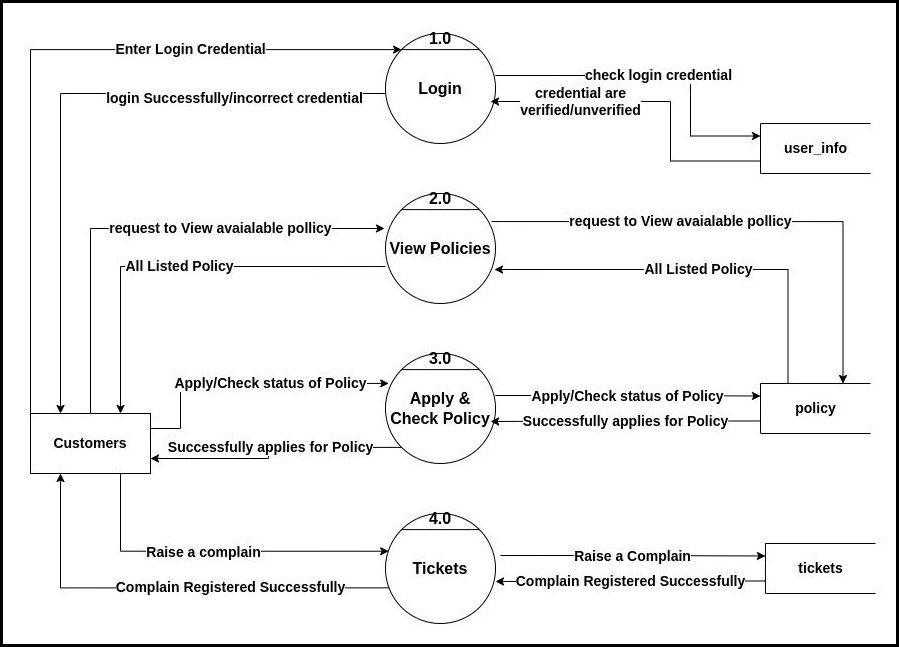 1.0
Enter Login Credential
Login
check login credential
login Successfully/incorrect credential
credential are
verified/unverified
user_info
2.0
request to View avaialable pollicy
request to View avaialable pollicy
View Policies
All Listed Policy
All Listed Policy
3.0
Apply/Check status of Policy
Apply &
Check Policy
Apply/Check status of Policy
policy
Successfully applies for Policy
Customers
Successfully applies for Policy
4.0
Raise a complain
Raise a Complain
Tickets
tickets
Complain Registered Successfully
Complain Registered Successfully